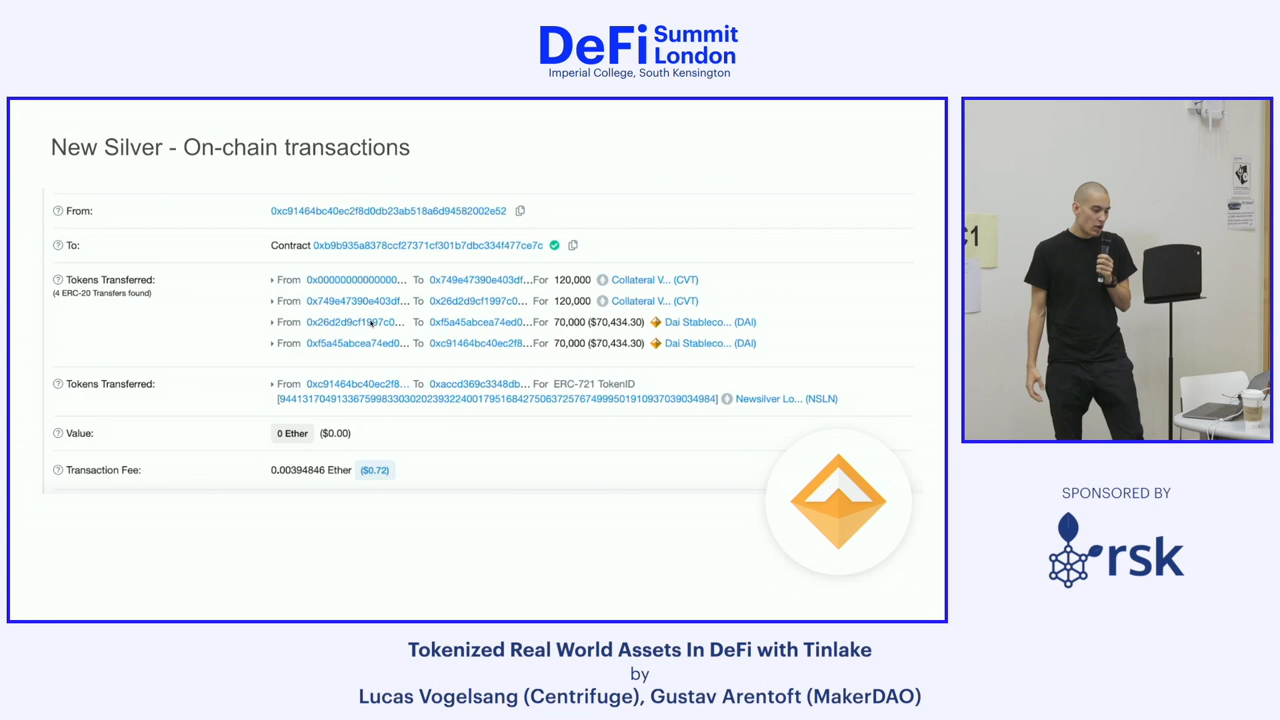 DeFi Summit
London
Imperial College, South Kensington
New Silver - On-chain transactions
From: 0xc91464bc40ec2f8d0db23ab518a6d94582002e52
To: Contract 0xb9b935a8378ccf27371cf301b7dbc334f477ce7c
Tokens Transferred: From 0x00000000000000... To 0x749e47390e403df... For 120,000 Collateral V... (CVT)
(4 ERC-20 Transfers found)
From 0x749e47390e403df... To 0x26d2d9cf1997c0... For 120,000 Collateral V... (CVT)
From 0x26d2d9cf1997c0... To 0xf5a45abcea74ed0... For 70,000 ($70,434.30) Dai Stableco... (DAI)
From 0xf5a45abcea74ed0... To 0xc91464bc40ec2f8... For 70,000 ($70,434.30) Dai Stableco... (DAI)
Tokens Transferred: From 0xc91464bc40ec2f8... To 0xaccd369c3348db... For ERC-721 TokenID
[94413170491336759983303020239322400179516842750637257674999501910937039034984] Newsilver Lo... (NSLN)
Value: 0 Ether ($0.00)
Transaction Fee: 0.00394846 Ether ($0.72)
C1
SPONSORED BY
rsk
Tokenized Real World Assets In DeFi with Tinlake
by
Lucas Vogelsang (Centrifuge), Gustav Arentoft (MakerDAO)